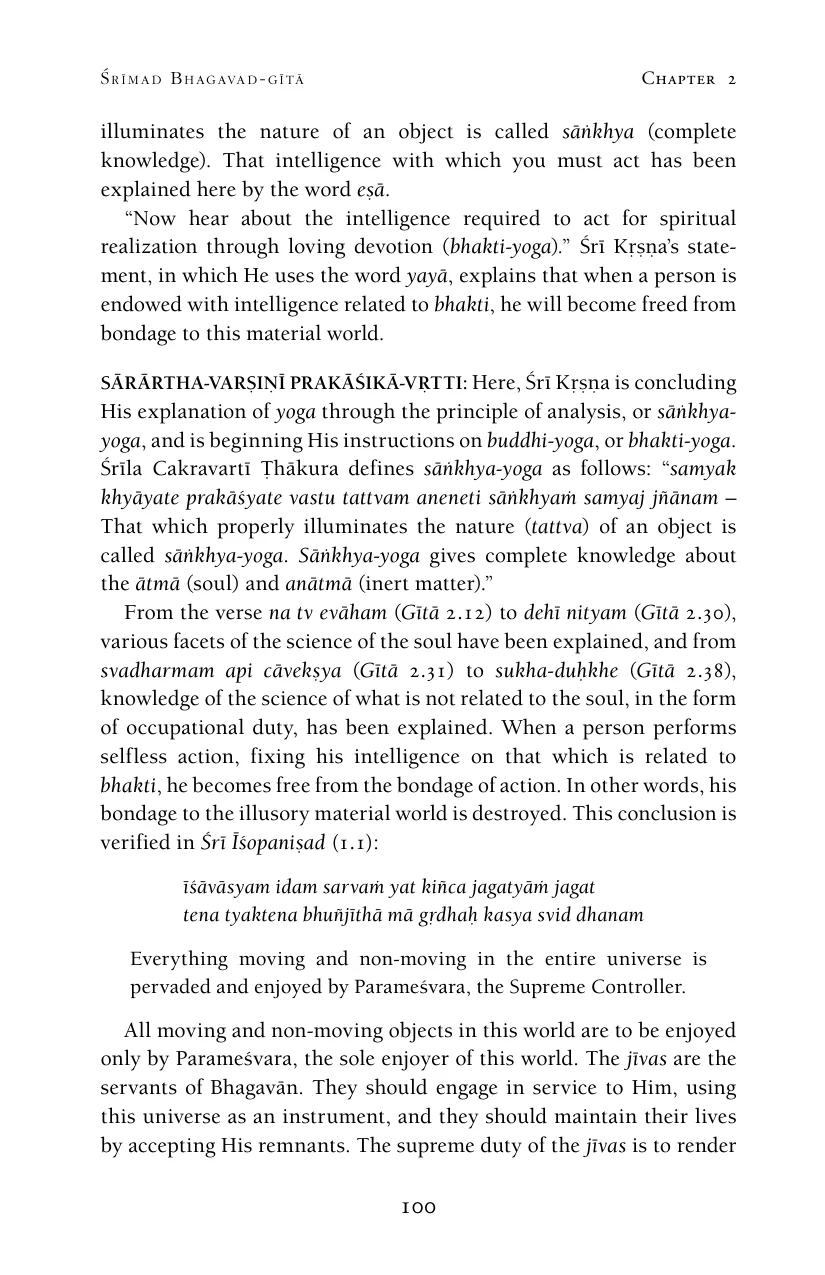 Śrīmad Bhagavad-gītā Chapter 2
illuminates the nature of an object is called sāṅkhya (complete
knowledge). That intelligence with which you must act has been
explained here by the word eṣā.
“Now hear about the intelligence required to act for spiritual
realization through loving devotion (bhakti-yoga).” Śrī Kṛṣṇa’s state-
ment, in which He uses the word yayā, explains that when a person is
endowed with intelligence related to bhakti, he will become freed from
bondage to this material world.
SĀRĀRTHA-VARṢIṆĪ PRAKĀŚIKĀ-VṚTTI: Here, Śrī Kṛṣṇa is concluding
His explanation of yoga through the principle of analysis, or sāṅkhya-
yoga, and is beginning His instructions on buddhi-yoga, or bhakti-yoga.
Śrīla Cakravartī Ṭhākura defines sāṅkhya-yoga as follows: “samyak
khyāyate prakāśyate vastu tattvam aneneti sāṅkhyaṁ samyaj jñānam –
That which properly illuminates the nature (tattva) of an object is
called sāṅkhya-yoga. Sāṅkhya-yoga gives complete knowledge about
the ātmā (soul) and anātmā (inert matter).”
From the verse na tv evāham (Gītā 2.12) to dehī nityam (Gītā 2.30),
various facets of the science of the soul have been explained, and from
svadharmam api cāvekṣya (Gītā 2.31) to sukha-duḥkhe (Gītā 2.38),
knowledge of the science of what is not related to the soul, in the form
of occupational duty, has been explained. When a person performs
selfless action, fixing his intelligence on that which is related to
bhakti, he becomes free from the bondage of action. In other words, his
bondage to the illusory material world is destroyed. This conclusion is
verified in Śrī Īśopaniṣad (1.1):
īśāvāsyam idam sarvaṁ yat kiñca jagatyāṁ jagat
tena tyaktena bhuñjīthā mā gṛdhaḥ kasya svid dhanam
Everything moving and non-moving in the entire universe is
pervaded and enjoyed by Parameśvara, the Supreme Controller.
All moving and non-moving objects in this world are to be enjoyed
only by Parameśvara, the sole enjoyer of this world. The jīvas are the
servants of Bhagavān. They should engage in service to Him, using
this universe as an instrument, and they should maintain their lives
by accepting His remnants. The supreme duty of the jīvas is to render
100